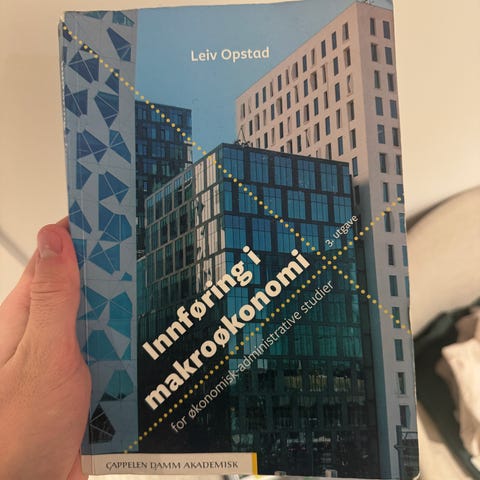 Leiv Opstad
Innføring i
makroøkonomi
3. utgave
for økonomisk-administrative studier
CAPPELEN DAMM AKADEMISK